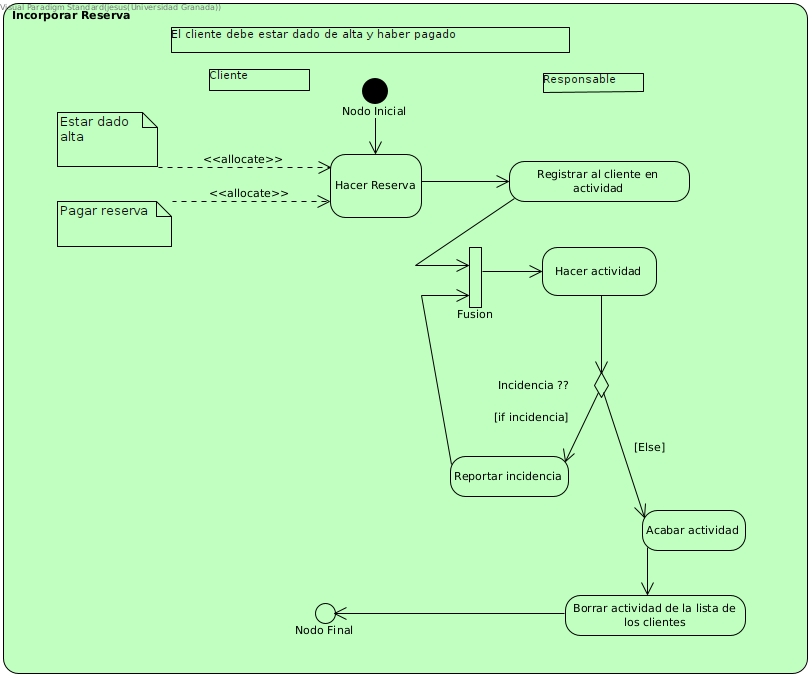 Visual Paradigm Standard(jesus(Universidad Granada))
Incorporar Reserva
El cliente debe estar dado de alta y haber pagado
Cliente
Responsable
Nodo Inicial
Estar dado
alta
<<allocate>>
Hacer Reserva
Registrar al cliente en
actividad
<<allocate>>
Pagar reserva
Hacer actividad
Fusion
Incidencia ??
[if incidencia]
[Else]
Reportar incidencia
Acabar actividad
Borrar actividad de la lista de
los clientes
Nodo Final